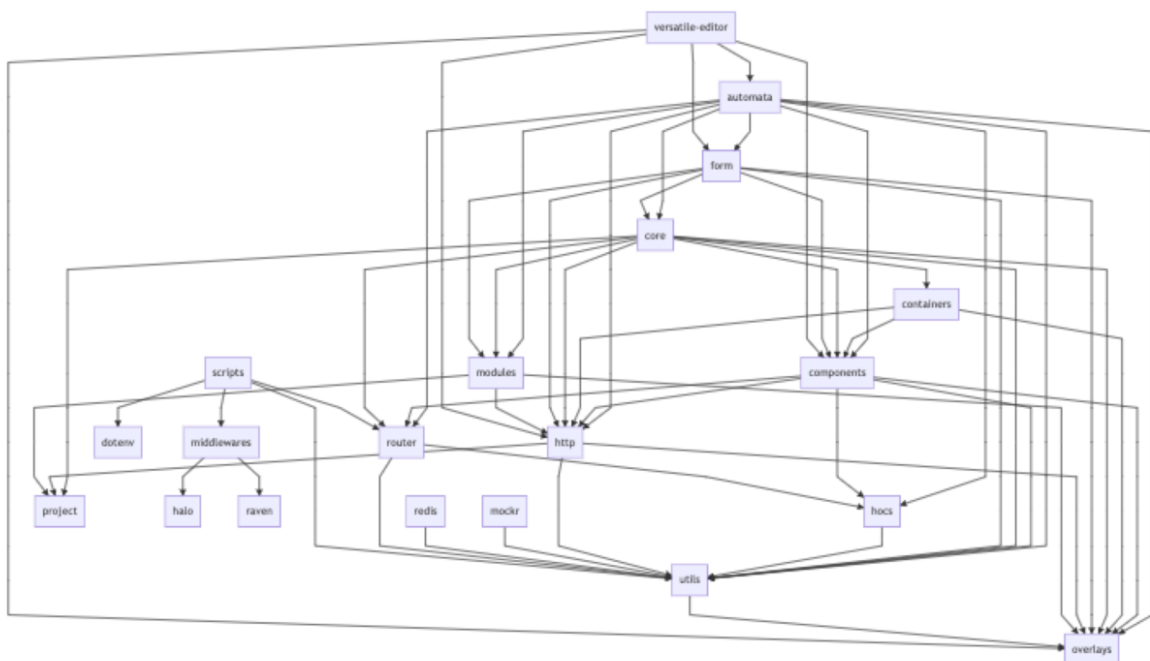 versatile-editor
automata
form
core
containers
scripts
modules
components
dotenv
middlewares
router
http
project
halo
raven
redis
mockr
hocs
utils
overlays